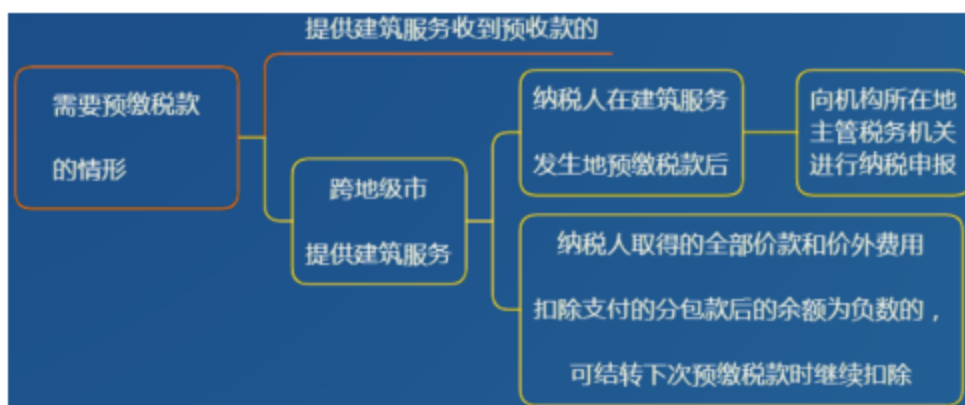 提供建筑服务收到预收款的
需要预缴税款
的情形
跨地级市
提供建筑服务
纳税人在建筑服务
发生地预缴税款后
向机构所在地
主管税务机关
进行纳税申报
纳税人取得的全部价款和价外费用
扣除支付的分包款后的余额为负数的，
可结转下次预缴税款时继续扣除